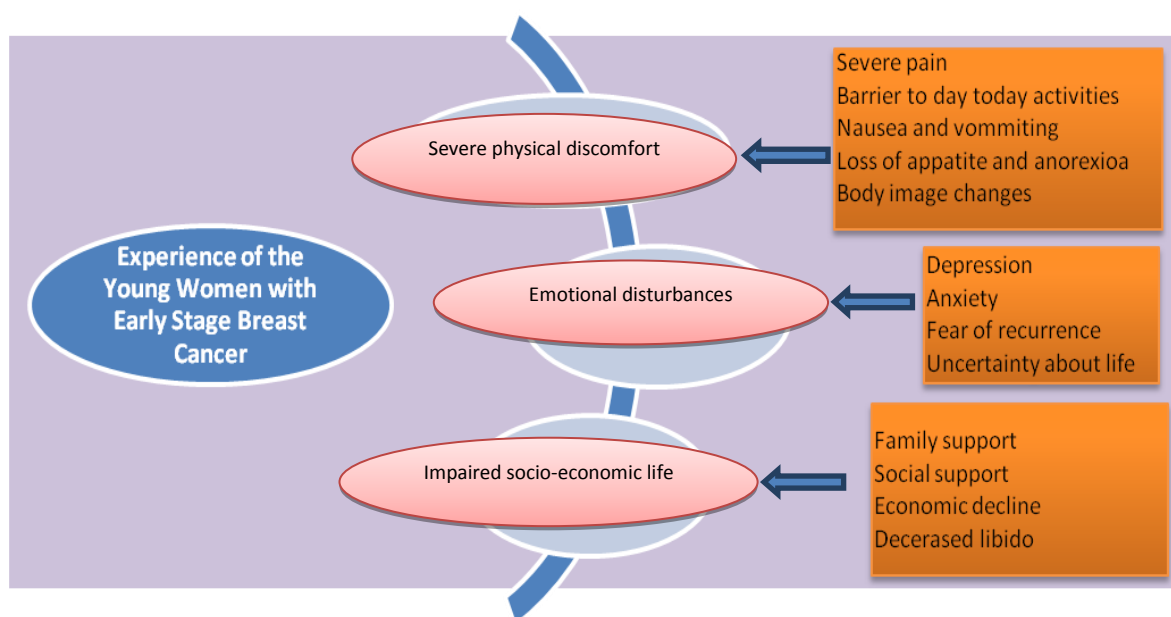 Experience of the
Young Women with
Early Stage Breast
Cancer
Severe physical discomfort
Severe pain
Barrier to day today activities
Nausea and vommiting
Loss of appatite and anorexioa
Body image changes
Emotional disturbances
Depression
Anxiety
Fear of recurrence
Uncertainty about life
Impaired socio-economic life
Family support
Social support
Economic decline
Decerased libido